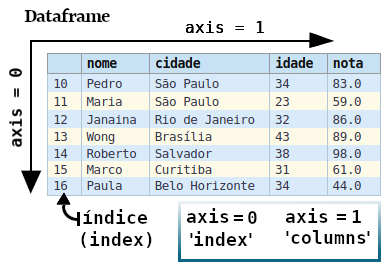 Dataframe
axis = 1
axis = 0
nome cidade idade nota
10 Pedro São Paulo 34 83.0
11 Maria São Paulo 23 59.0
12 Janaina Rio de Janeiro 32 86.0
13 Wong Brasília 43 89.0
14 Roberto Salvador 38 98.0
15 Marco Curitiba 31 61.0
16 Paula Belo Horizonte 34 44.0
índice
(index)
axis=0 axis=1
'index' 'columns'